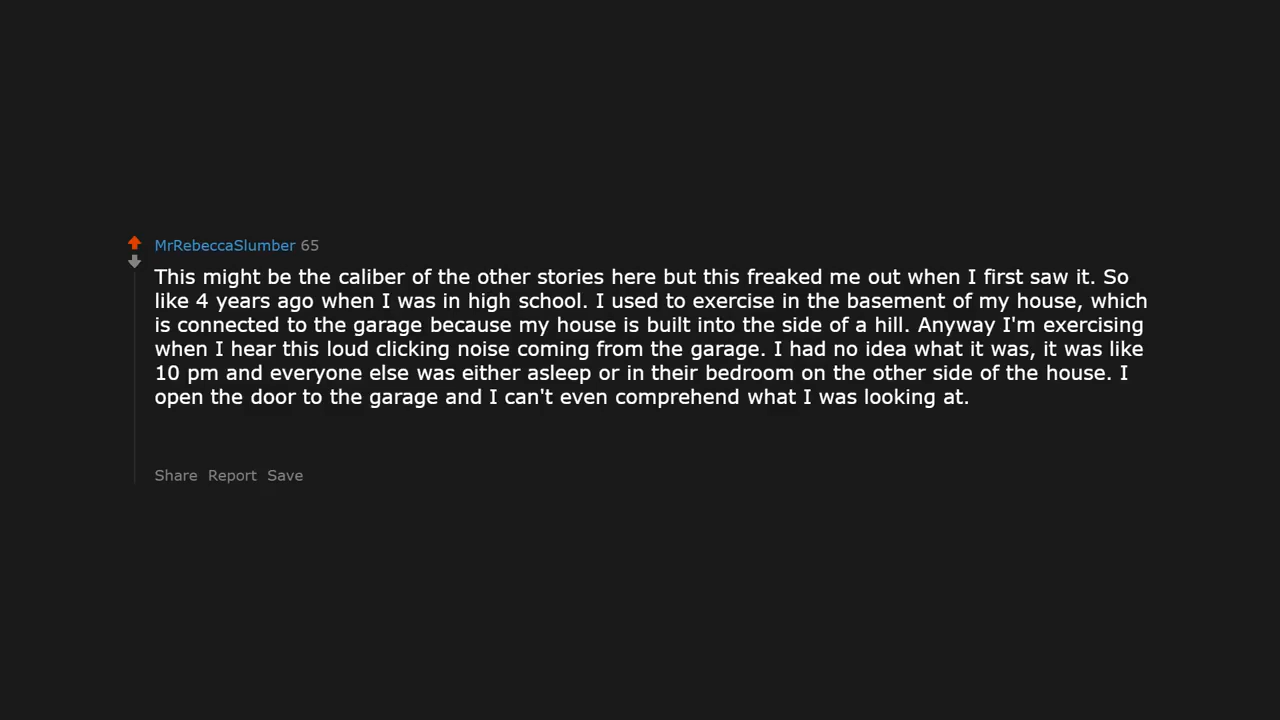 MrRebeccaSlumber 65
This might be the caliber of the other stories here but this freaked me out when I first saw it. So
like 4 years ago when I was in high school. I used to exercise in the basement of my house, which
is connected to the garage because my house is built into the side of a hill. Anyway I'm exercising
when I hear this loud clicking noise coming from the garage. I had no idea what it was, it was like
10 pm and everyone else was either asleep or in their bedroom on the other side of the house. I
open the door to the garage and I can't even comprehend what I was looking at.
Share Report Save